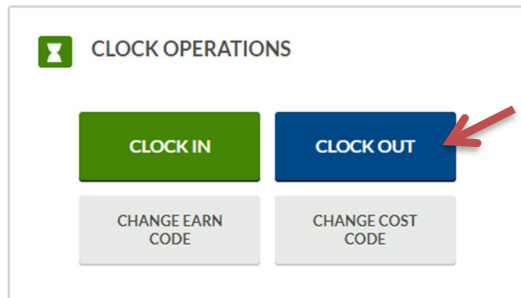 CLOCK OPERATIONS
CLOCK IN
CLOCK OUT
CHANGE EARN
CODE
CHANGE COST
CODE